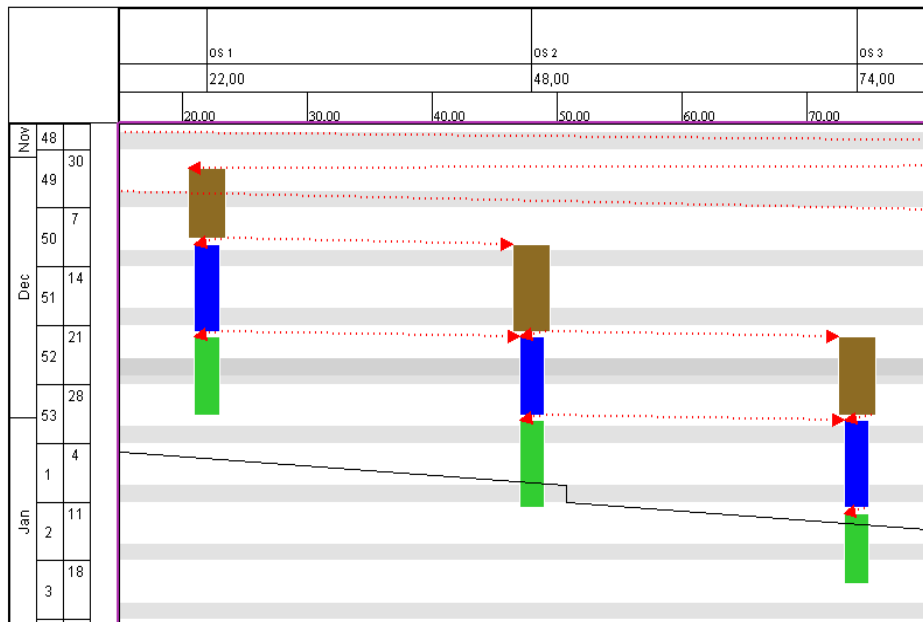 OS 1 OS 2 OS 3
22,00 48,00 74,00
20.00 30.00 40.00 50.00 60.00 70.00
Nov 48
49 30
50 7
Dec 51 14
52 21
53 28
1 4
Jan 2 11
3 18